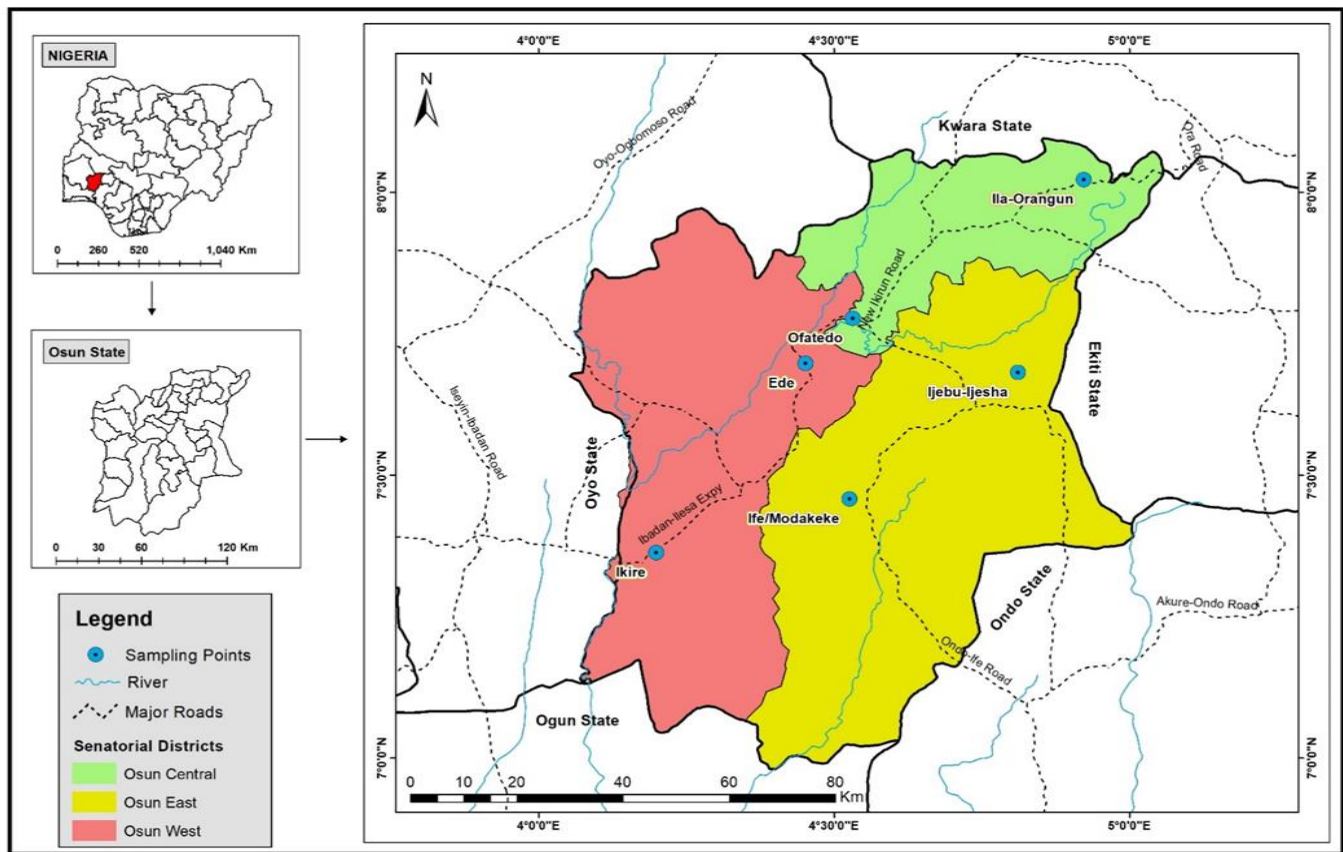 NIGERIA
0 260 520 1,040 Km
Osun State
0 30 60 120 Km
Legend
Sampling Points
River
Major Roads
Senatorial Districts
Osun Central
Osun East
Osun West
4°0'0"E 4°30'0"E 5°0'0"E
N
Kwara State
Oyo-Ogbomoso Road
Ora Road
8°0'0"N
8°0'0"N
Ila-Orangun
New Ikirun Road
Ofatedo
Ede
Ijebu-Ijesha
Ekiti State
Iseyin-Ibadan Road
Oyo State
7°30'0"N
7°30'0"N
Ibadan-Ilesa Expy
Ife/Modakeke
Ikire
Ondo State
Akure-Ondo Road
Ondo-Ife Road
Ogun State
7°0'0"N
7°0'0"N
0 10 20 40 60 80
Km
4°0'0"E 4°30'0"E 5°0'0"E